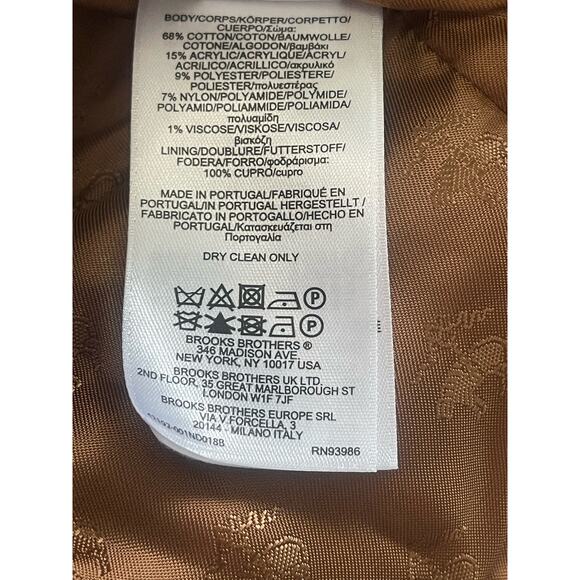 BODY/CORPS/KÖRPER/CORPETTO/
CUERPO/Σώμα:
68% COTTON/COTON/BAUMWOLLE/
COTONE/ALGODON/βαμβάκι
15% ACRYLIC/ACRYLIQUE/ACRYL/
ACRILICO/ACRILLICO/ακρυλικό
9% POLYESTER/POLIESTERE/
POLIESTER/πολυεστέρας
7% NYLON/POLYAMIDE/POLYMIDE/
POLYAMID/POLIAMMIDE/POLIAMIDA/
πολυαμίδη
1% VISCOSE/VISKOSE/VISCOSA/
βισκόζη
LINING/DOUBLURE/FUTTERSTOFF/
FODERA/FORRO/φοδράρισμα:
100% CUPRO/cupro
MADE IN PORTUGAL/FABRIQUÉ EN
PORTUGAL/IN PORTUGAL HERGESTELLT /
FABBRICATO IN PORTOGALLO/HECHO EN
PORTUGAL/Κατασκευάζεται στη
Πορτογαλία
DRY CLEAN ONLY
P
P
BROOKS BROTHERS ®
346 MADISON AVE.
NEW YORK, NY 10017 USA
BROOKS BROTHERS UK LTD.
2ND FLOOR, 35 GREAT MARLBOROUGH ST
LONDON W1F 7JF
BROOKS BROTHERS EUROPE SRL
VIA V.FORCELLA, 3
20144 - MILANO ITALY
RN93986
E